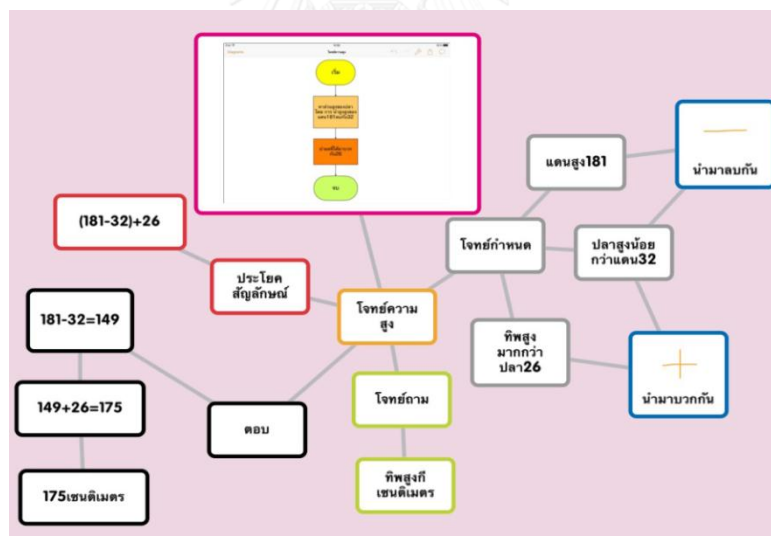 เริ่ม
จบ
แดนสูง181
นำมาลบกัน
(181-32)+26
โจทย์กำหนด
ปลาสูงน้อย
กว่าแดน32
ประโยค
สัญลักษณ์
โจทย์ความ
สูง
181-32=149
ทิพสูง
มากกว่า
ปลา26
นำมาบวกกัน
149+26=175
โจทย์ถาม
ตอบ
ทิพสูงกี่
เซนติเมตร
175เซนติเมตร